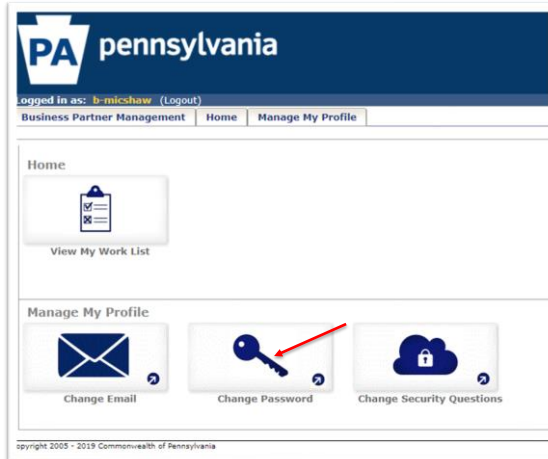 PA pennsylvania
Logged in as: b-micshaw (Logout)
Business Partner Management Home Manage My Profile
Home
View My Work List
Manage My Profile
Change Email Change Password Change Security Questions
opyright 2005 - 2019 Commonwealth of Pennsylvania